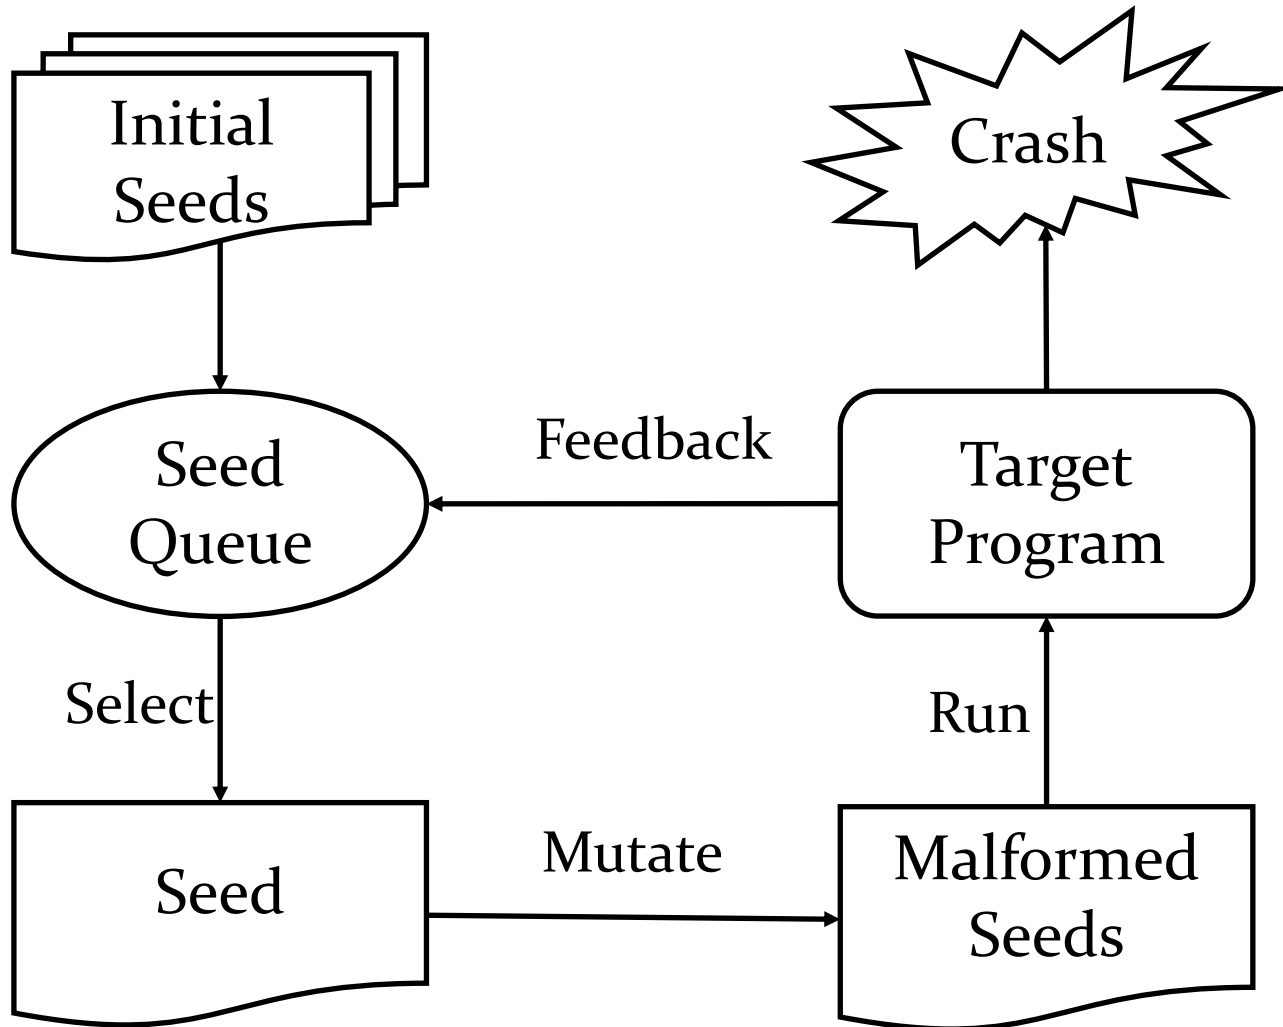 Initial
Seeds
Crash
Seed
Queue
Feedback
Target
Program
Select
Run
Seed
Mutate
Malformed
Seeds